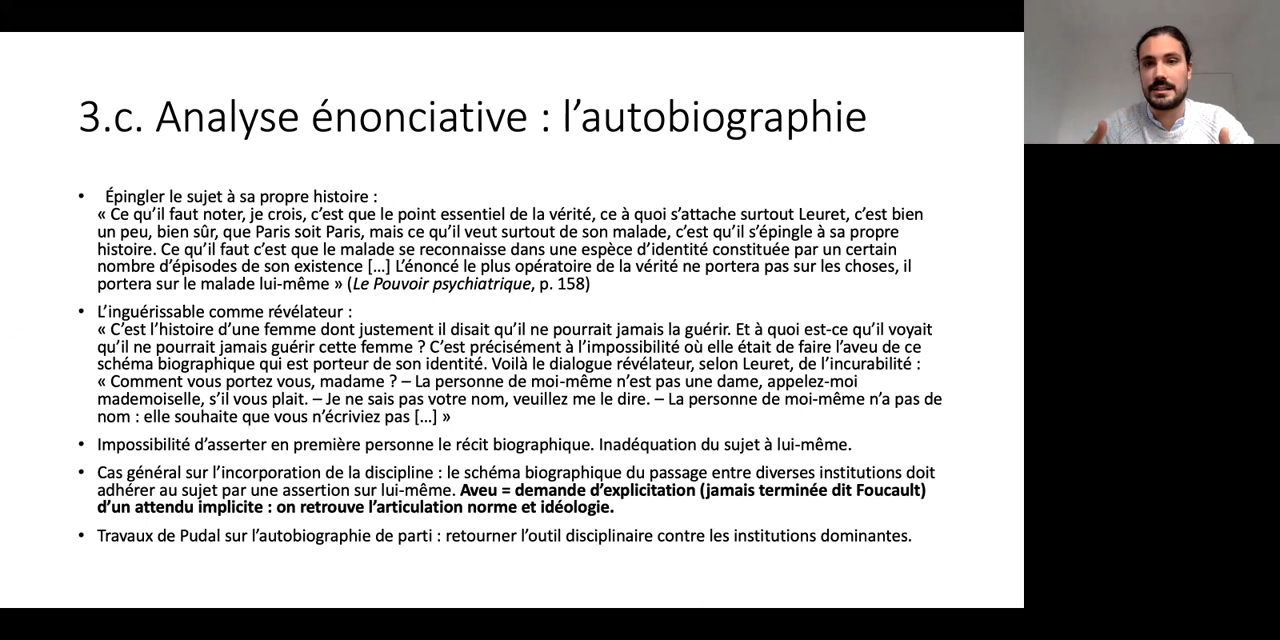 3.c. Analyse énonciative : l’autobiographie
• Épingler le sujet à sa propre histoire :
« Ce qu’il faut noter, je crois, c’est que le point essentiel de la vérité, ce à quoi s’attache surtout Leuret, c’est bien
un peu, bien sûr, que Paris soit Paris, mais ce qu’il veut surtout de son malade, c’est qu’il s’épingle à sa propre
histoire. Ce qu’il faut c’est que le malade se reconnaisse dans une espèce d’identité constituée par un certain
nombre d’épisodes de son existence […] L’énoncé le plus opératoire de la vérité ne portera pas sur les choses, il
portera sur le malade lui-même » (Le Pouvoir psychiatrique, p. 158)
• L’inguérissable comme révélateur :
« C’est l’histoire d’une femme dont justement il disait qu’il ne pourrait jamais la guérir. Et à quoi est-ce qu’il voyait
qu’il ne pourrait jamais guérir cette femme ? C’est précisément à l’impossibilité où elle était de faire l’aveu de ce
schéma biographique qui est porteur de son identité. Voilà le dialogue révélateur, selon Leuret, de l’incurabilité :
« Comment vous portez vous, madame ? – La personne de moi-même n’est pas une dame, appelez-moi
mademoiselle, s’il vous plait. – Je ne sais pas votre nom, veuillez me le dire. – La personne de moi-même n’a pas de
nom : elle souhaite que vous n’écriviez pas […] »
• Impossibilité d’asserter en première personne le récit biographique. Inadéquation du sujet à lui-même.
• Cas général sur l’incorporation de la discipline : le schéma biographique du passage entre diverses institutions doit
adhérer au sujet par une assertion sur lui-même. Aveu = demande d’explicitation (jamais terminée dit Foucault)
d’un attendu implicite : on retrouve l’articulation norme et idéologie.
• Travaux de Pudal sur l’autobiographie de parti : retourner l’outil disciplinaire contre les institutions dominantes.